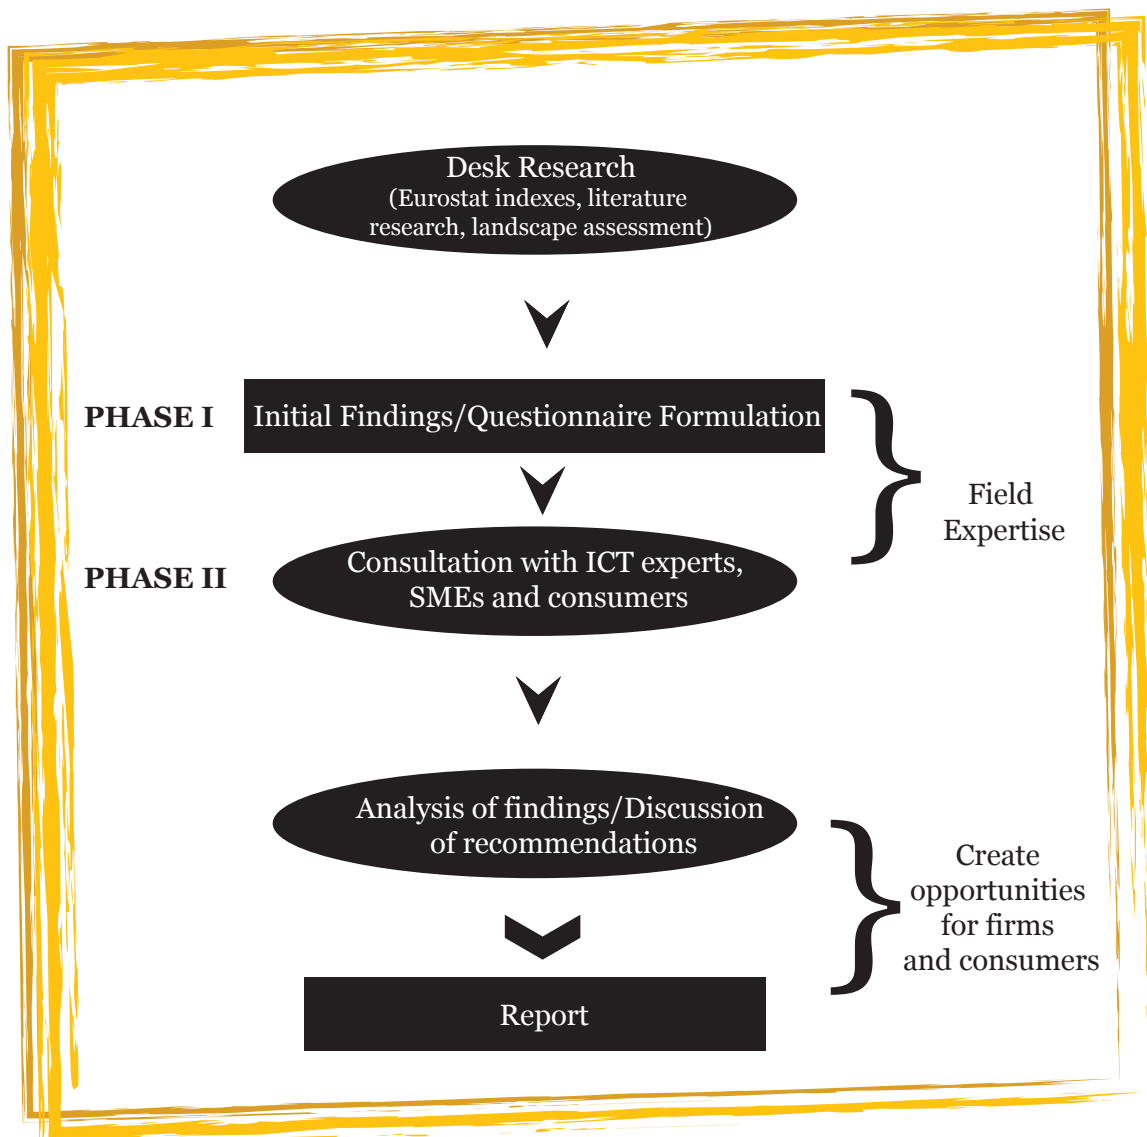 Desk Research
(Eurostat indexes, literature
research, landscape assessment)
PHASE I
Initial Findings/Questionnaire Formulation
Field
Expertise
PHASE II
Consultation with ICT experts,
SMEs and consumers
Analysis of findings/Discussion
of recommendations
Create
opportunities
for firms
and consumers
Report